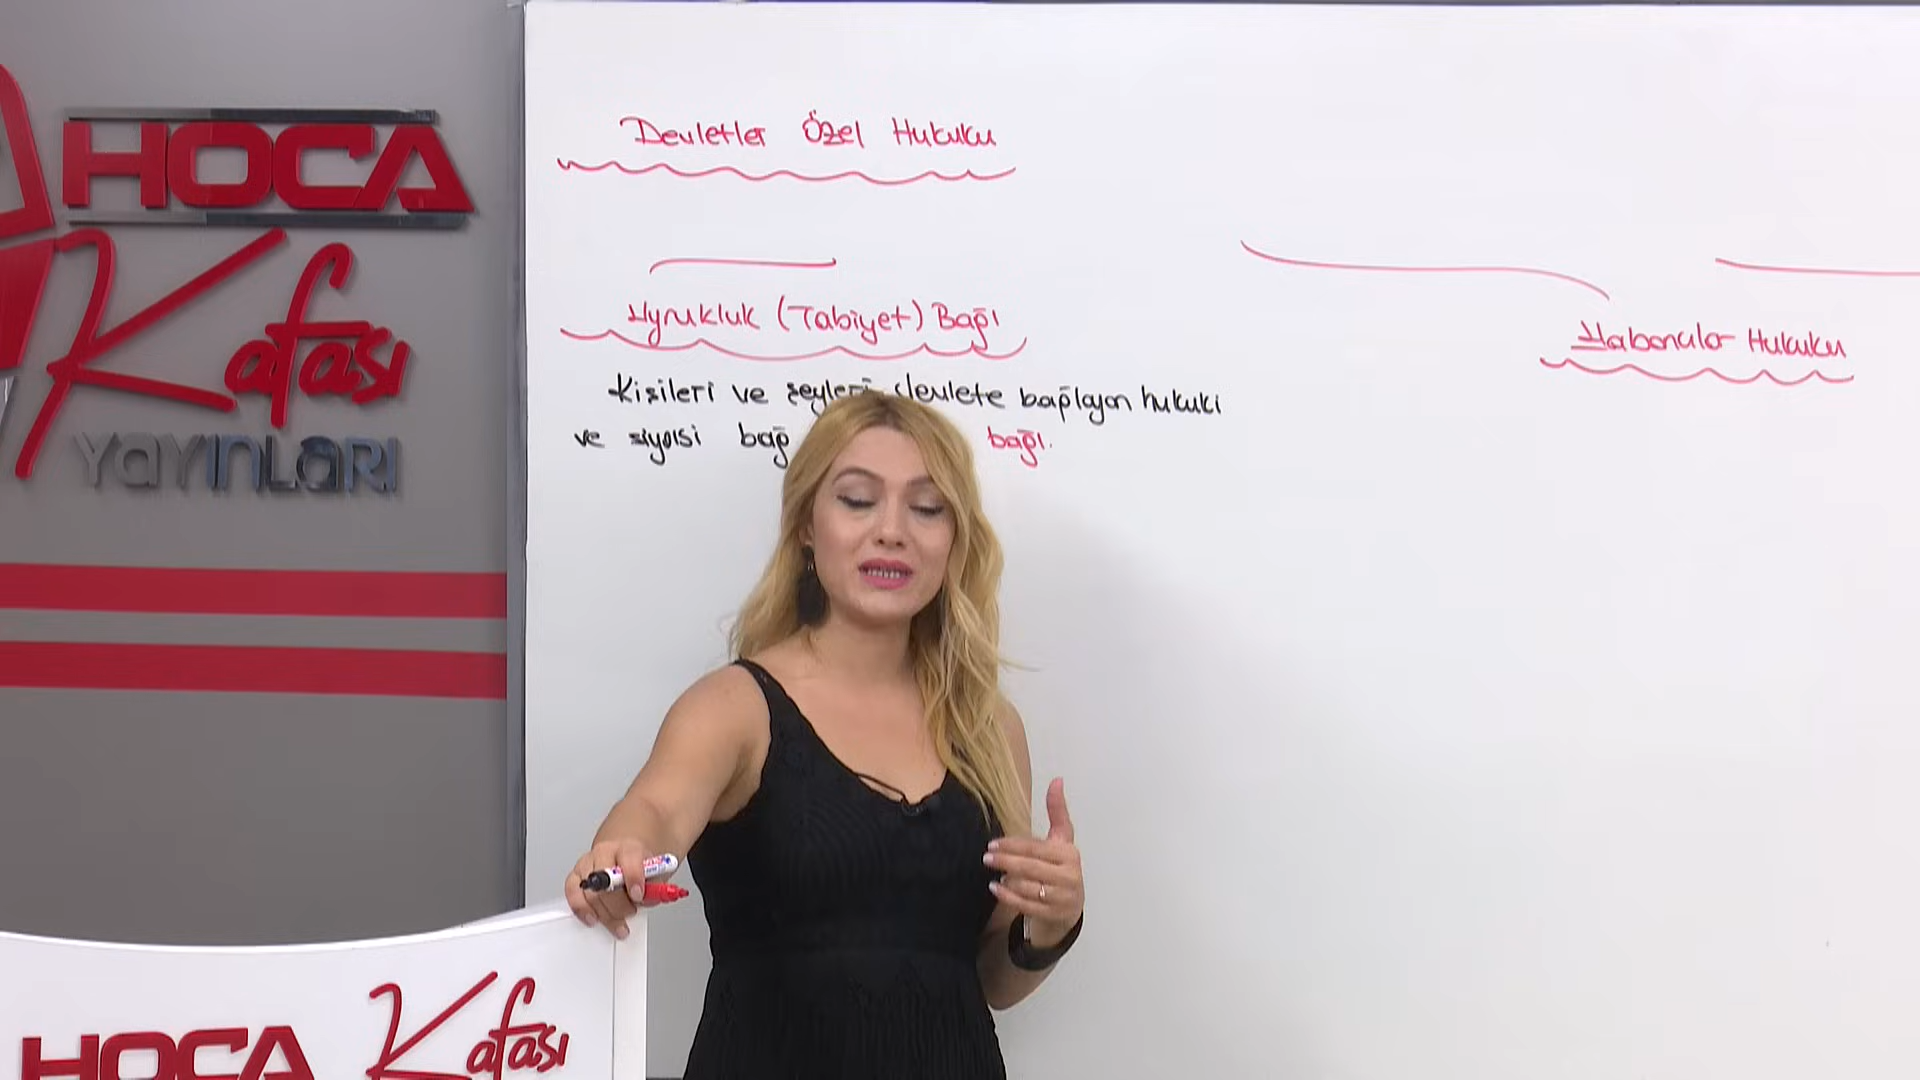 HOCA
Kafası
YAYINLARI
Devletler Özel Hukuku
Uyrukluk (Tabiyet) Bağı
Yabancılar Hukuku
Kişileri ve şeyleri devlete bağlayan hukuki
ve siyasi bağ bağı.
HOCA Kafası